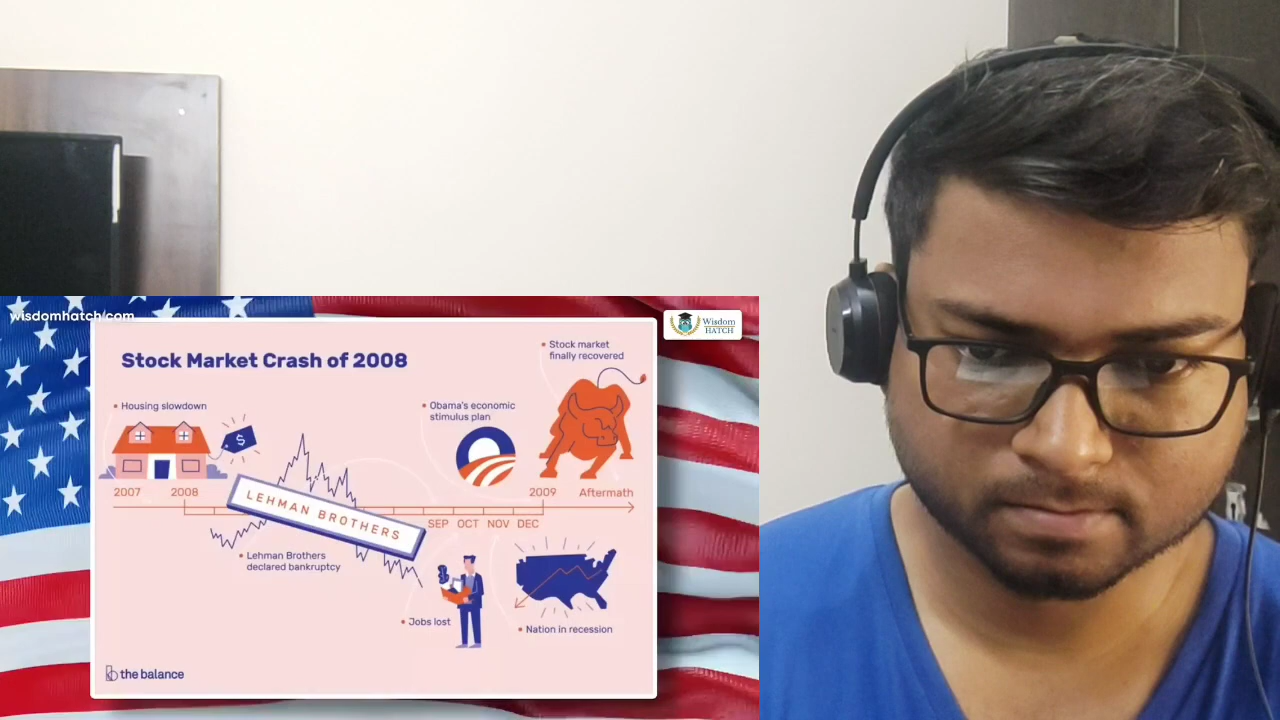 wisdomhatch.com
Wisdom
HATCH
Stock Market Crash of 2008
• Stock market
finally recovered
• Housing slowdown
$
• Obama's economic
stimulus plan
LEHMAN BROTHERS
2007
2008
2009
Aftermath
SEP
OCT
NOV
DEC
• Lehman Brothers
declared bankruptcy
• Jobs lost
• Nation in recession
the balance